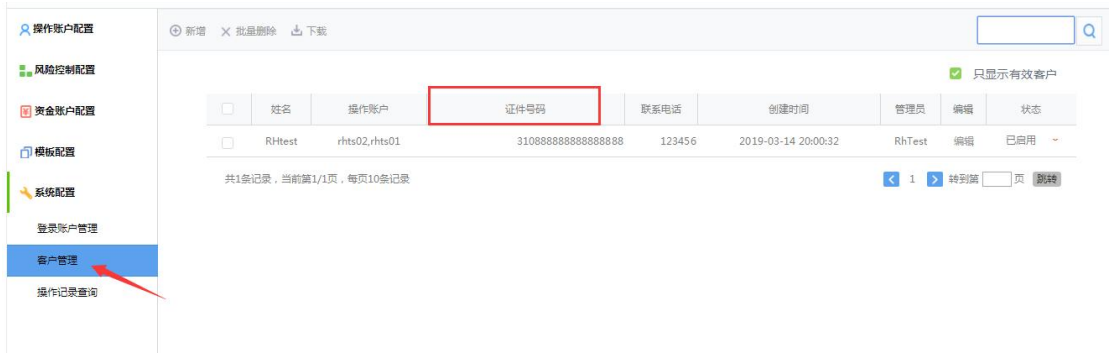 操作账户配置
风险控制配置
资金账户配置
模板配置
系统配置
登录账户管理
客户管理
操作记录查询
新增 批量删除 下载
只显示有效客户
姓名 操作账户 证件号码 联系电话 创建时间 管理员 编辑 状态
RHtest rhts02,rhts01 310888888888888888 123456 2019-03-14 20:00:32 RhTest 编辑 已启用
共1条记录，当前第1/1页，每页10条记录
< 1 > 转到第 页 跳转